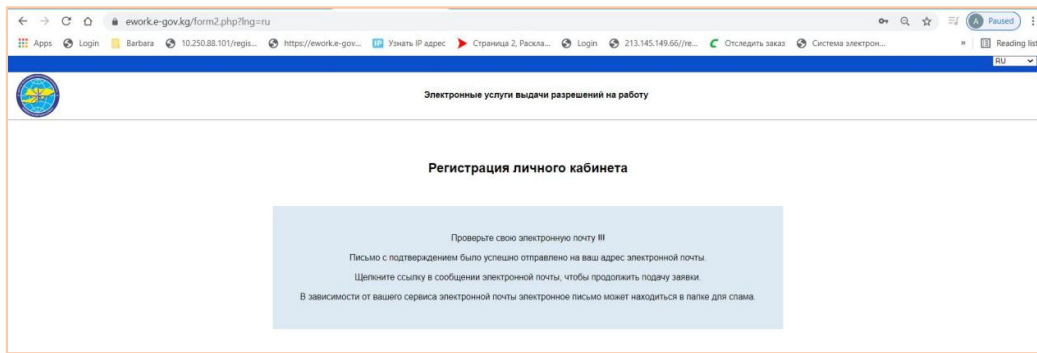 ework.e-gov.kg/form2.php?lng=ru
Paused
Apps Login Barbara 10.250.88.101/regis... https://ework.e-gov... IP Узнать IP адрес Страница 2, Раскла... Login 213.145.149.66//re... Отследить заказ Система электрон... » Reading list
RU
Электронные услуги выдачи разрешений на работу
Регистрация личного кабинета
Проверьте свою электронную почту !!!
Письмо с подтверждением было успешно отправлено на ваш адрес электронной почты.
Щелкните ссылку в сообщении электронной почты, чтобы продолжить подачу заявки.
В зависимости от вашего сервиса электронной почты электронное письмо может находиться в папке для спама.